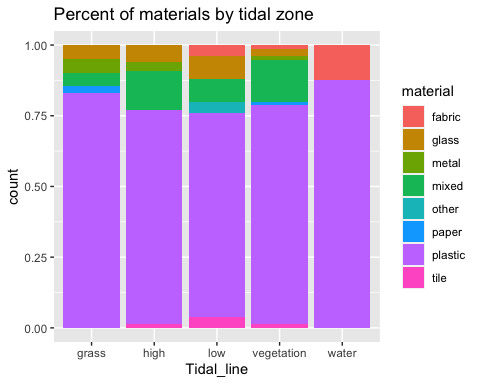 Percent of materials by tidal zone
1.00
0.75
0.50
0.25
0.00
count
grass high low vegetation water
Tidal_line
material
fabric
glass
metal
mixed
other
paper
plastic
tile